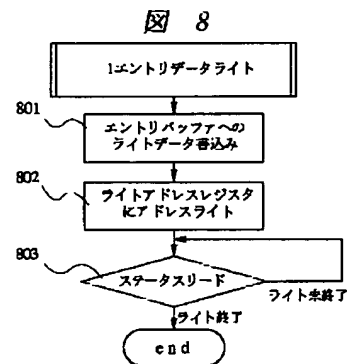 図 8
1エントリデータライト
801
エントリバッファへの
ライトデータ書込み
802
ライトアドレスレジスタ
にアドレスライト
803
ステータスリード
ライト未終了
ライト終了
end